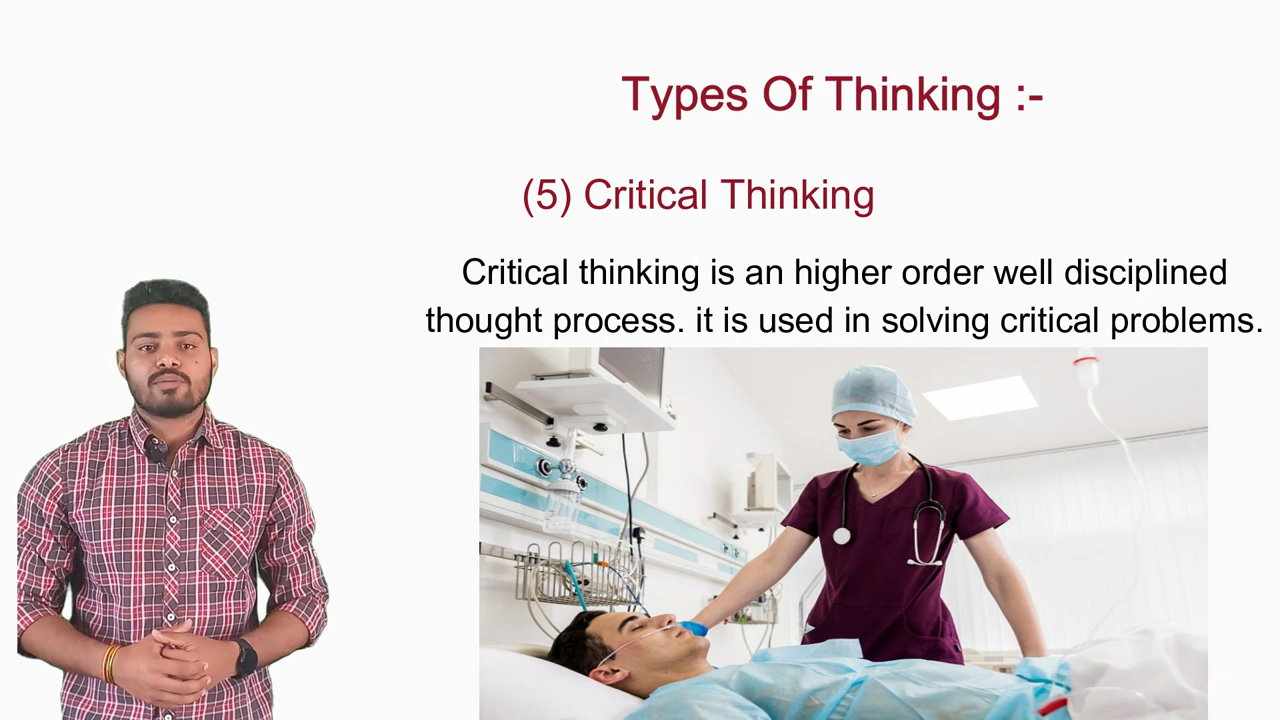 Types Of Thinking :-
(5) Critical Thinking
Critical thinking is an higher order well disciplined
thought process. it is used in solving critical problems.